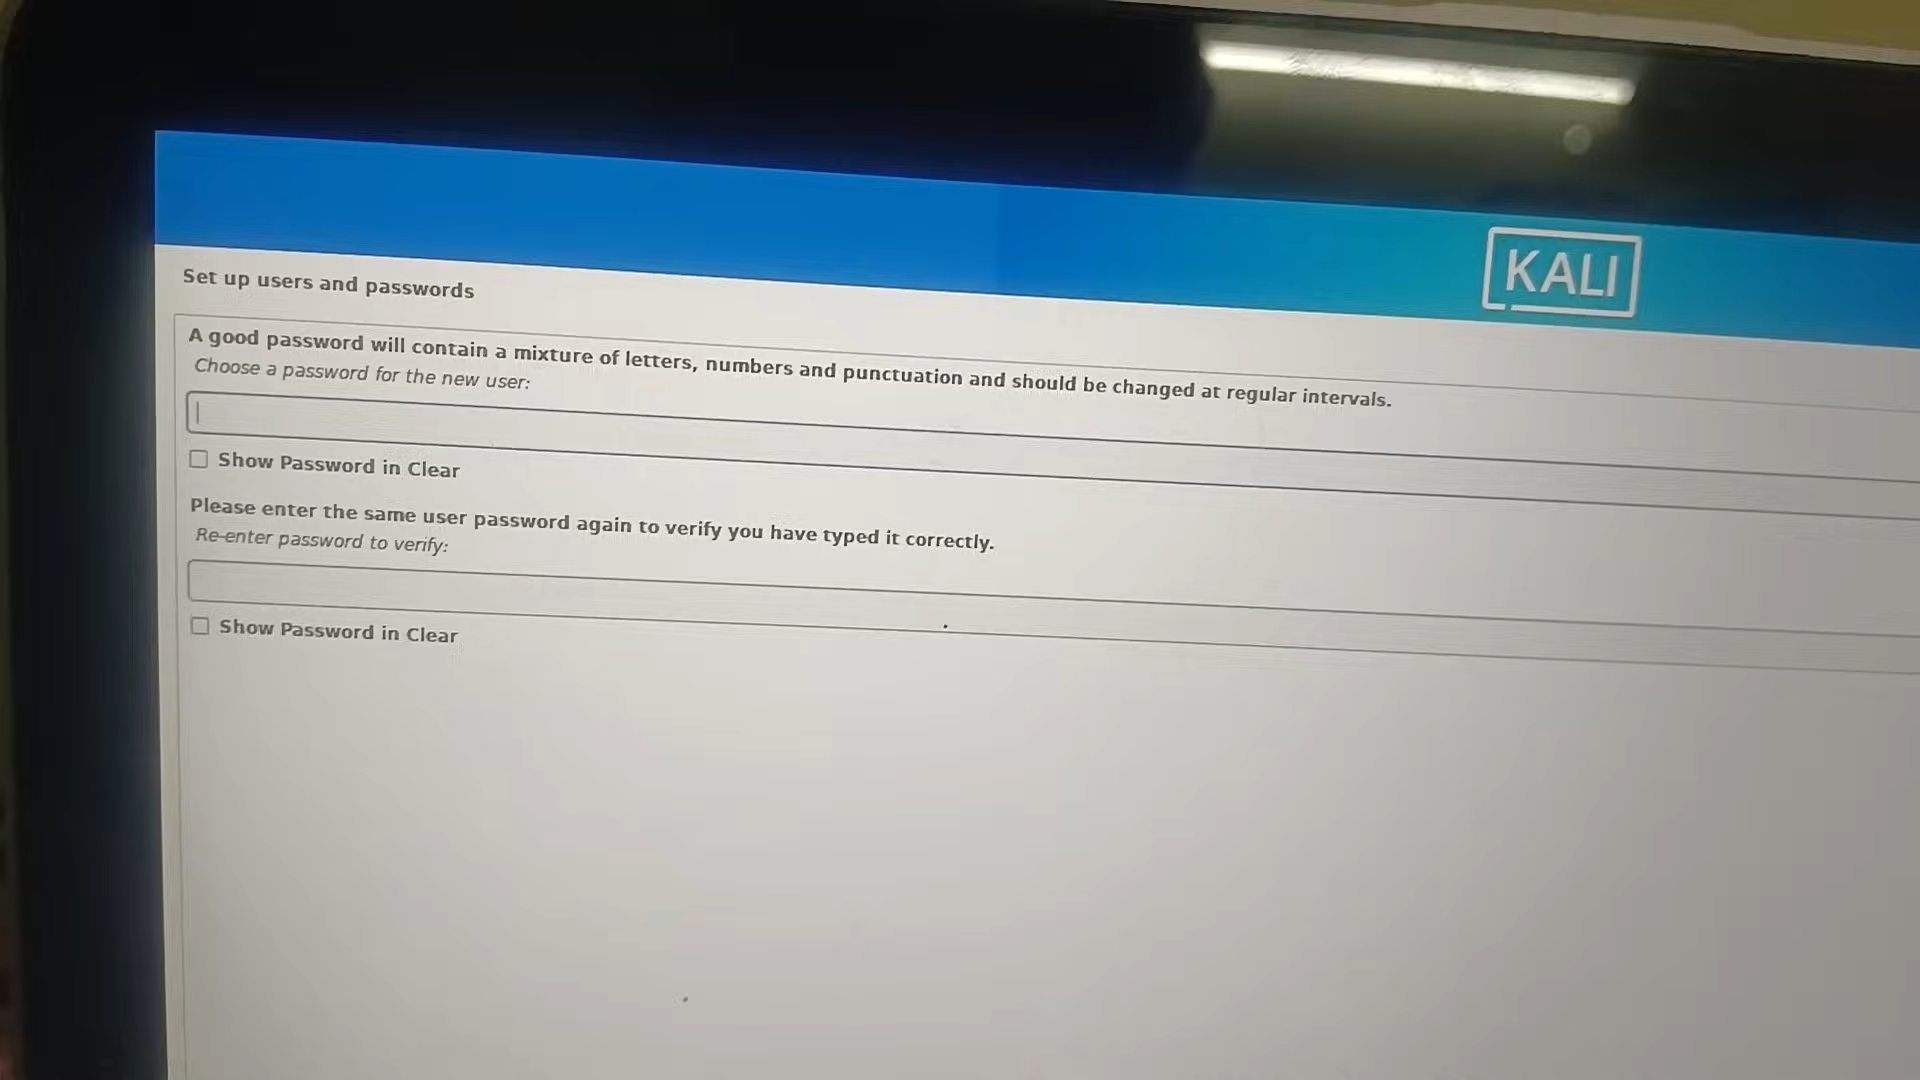 KALI
Set up users and passwords
A good password will contain a mixture of letters, numbers and punctuation and should be changed at regular intervals.
Choose a password for the new user:
Show Password in Clear
Please enter the same user password again to verify you have typed it correctly.
Re-enter password to verify:
Show Password in Clear